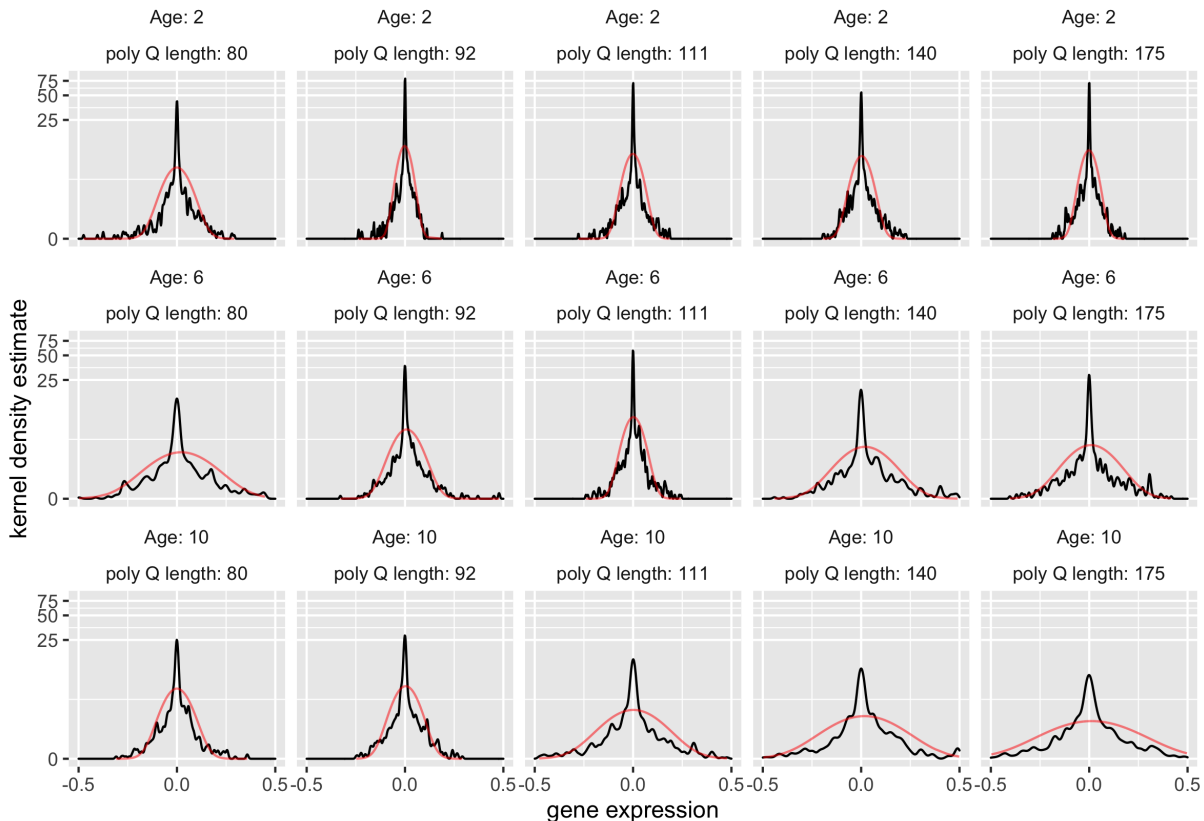 Age: 2 Age: 2 Age: 2 Age: 2 Age: 2
poly Q length: 80 poly Q length: 92 poly Q length: 111 poly Q length: 140 poly Q length: 175
75
50
25
0
Age: 6 Age: 6 Age: 6 Age: 6 Age: 6
poly Q length: 80 poly Q length: 92 poly Q length: 111 poly Q length: 140 poly Q length: 175
75
50
25
0
kernel density estimate
Age: 10 Age: 10 Age: 10 Age: 10 Age: 10
poly Q length: 80 poly Q length: 92 poly Q length: 111 poly Q length: 140 poly Q length: 175
75
50
25
0
-0.5 0.0 0.5 -0.5 0.0 0.5 -0.5 0.0 0.5 -0.5 0.0 0.5 -0.5 0.0 0.5
gene expression